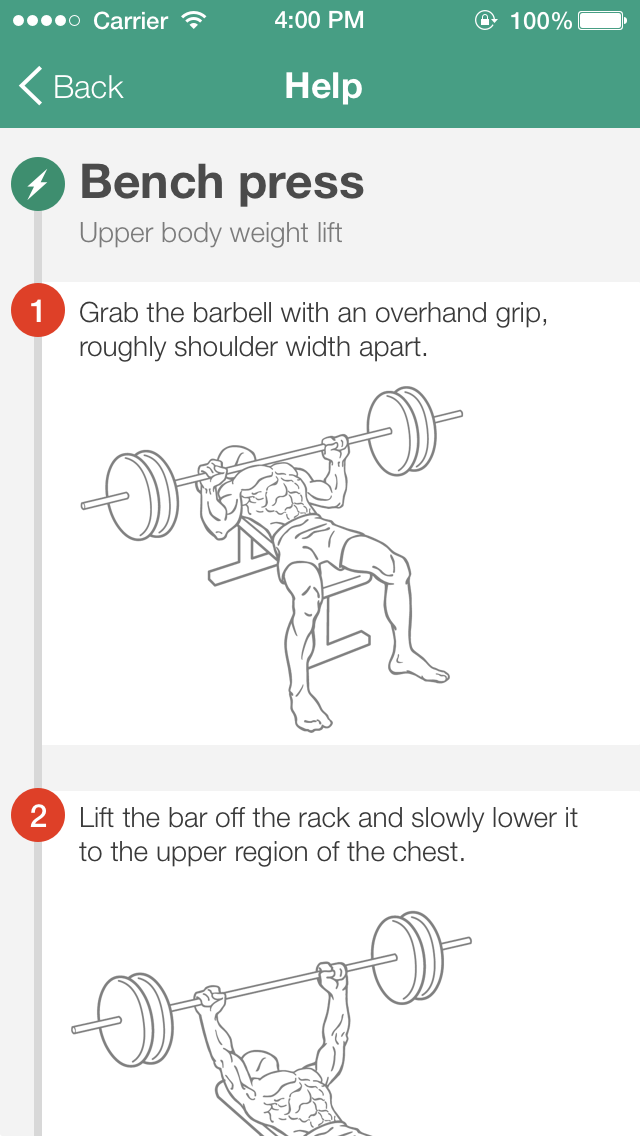 Carrier 4:00 PM 100%
Back Help
Bench press
Upper body weight lift
1 Grab the barbell with an overhand grip,
roughly shoulder width apart.
2 Lift the bar off the rack and slowly lower it
to the upper region of the chest.